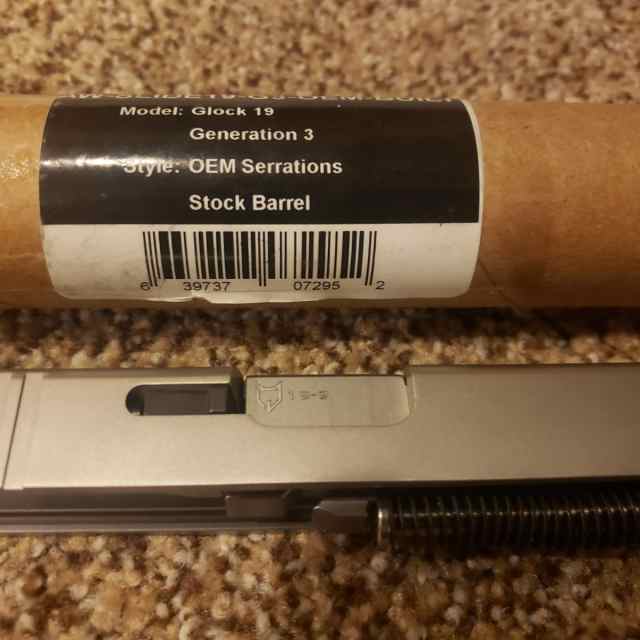 Model: Glock 19
Generation 3
Style: OEM Serrations
Stock Barrel
6 39737 07295 2
19-9